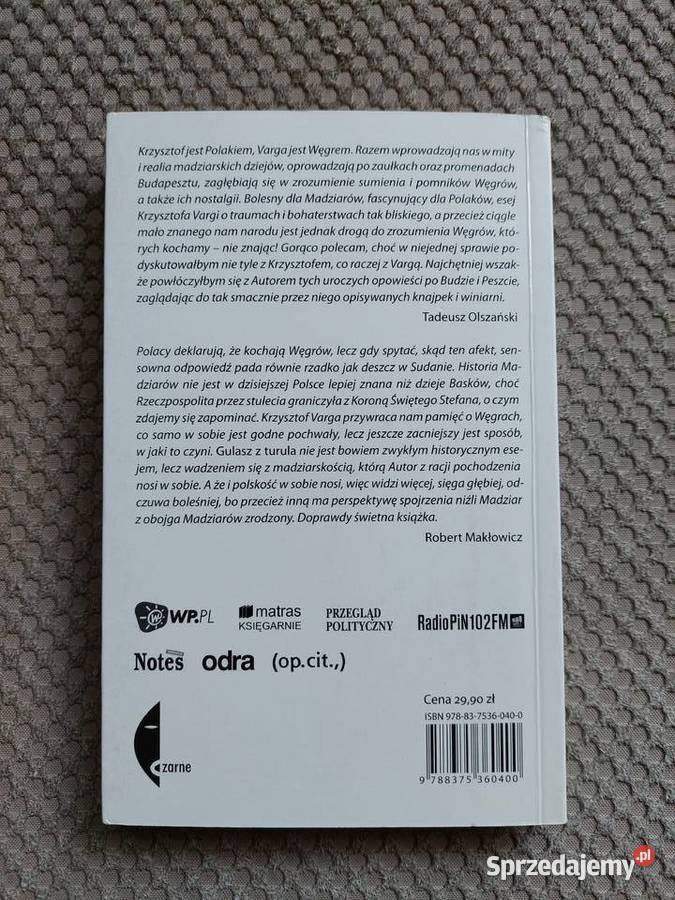 Krzysztof jest Polakiem, Varga jest Węgrem. Razem wprowadzają nas w mity
i realia madziarskich dziejów, oprowadzają po zaułkach oraz promenadach
Budapesztu, zagłębiają się w zrozumienie sumienia i pomników Węgrów,
a także ich nostalgii. Bolesny dla Madziarów, fascynujący dla Polaków, esej
Krzysztofa Vargi o traumach i bohaterstwach tak bliskiego, a przecież ciągle
mało znanego nam narodu jest jednak drogą do zrozumienia Węgrów, któ-
rych kochamy – nie znając! Gorąco polecam, choć w niejednej sprawie po-
dyskutowałbym nie tyle z Krzysztofem, co raczej z Vargą. Najchętniej wszak-
że powłóczyłbym się z Autorem tych uroczych opowieści po Budzie i Peszcie,
zaglądając do tak smacznie przez niego opisywanych knajpek i winiarni.
Tadeusz Olszański
Polacy deklarują, że kochają Węgrów, lecz gdy spytać, skąd ten afekt, sen-
sowna odpowiedź pada równie rzadko jak deszcz w Sudanie. Historia Ma-
dziarów nie jest w dzisiejszej Polsce lepiej znana niż dzieje Basków, choć
Rzeczpospolita przez stulecia graniczyła z Koroną Świętego Stefana, o czym
zdajemy się zapominać. Krzysztof Varga przywraca nam pamięć o Węgrach,
co samo w sobie jest godne pochwały, lecz jeszcze zacniejszy jest sposób,
w jaki to czyni. Gulasz z turula nie jest bowiem zwykłym historycznym ese-
jem, lecz wadzeniem się z madziarskością, którą Autor z racji pochodzenia
nosi w sobie. A że i polskość w sobie nosi, więc widzi więcej, sięga głębiej, od-
czuwa boleśniej, bo przecież inną ma perspektywę spojrzenia niźli Madziar
z obojga Madziarów zrodzony. Doprawdy świetna książka.
Robert Makłowicz
W WP.PL
matras
KSIĘGARNIE
PRZEGLĄD
POLITYCZNY
RadioPiN102FM
Notes odra (op.cit.,)
Cena 29,90 zł
ISBN 978-83-7536-040-0
9 788375 360400
czarne
Sprzedajemy.pl